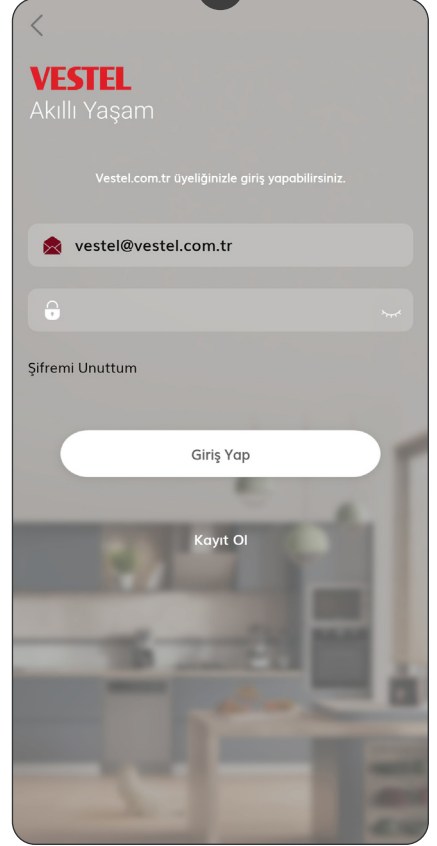 VESTEL
Akıllı Yaşam
Vestel.com.tr üyeliğinizle giriş yapabilirsiniz.
vestel@vestel.com.tr
Şifremi Unuttum
Giriş Yap
Kayıt Ol